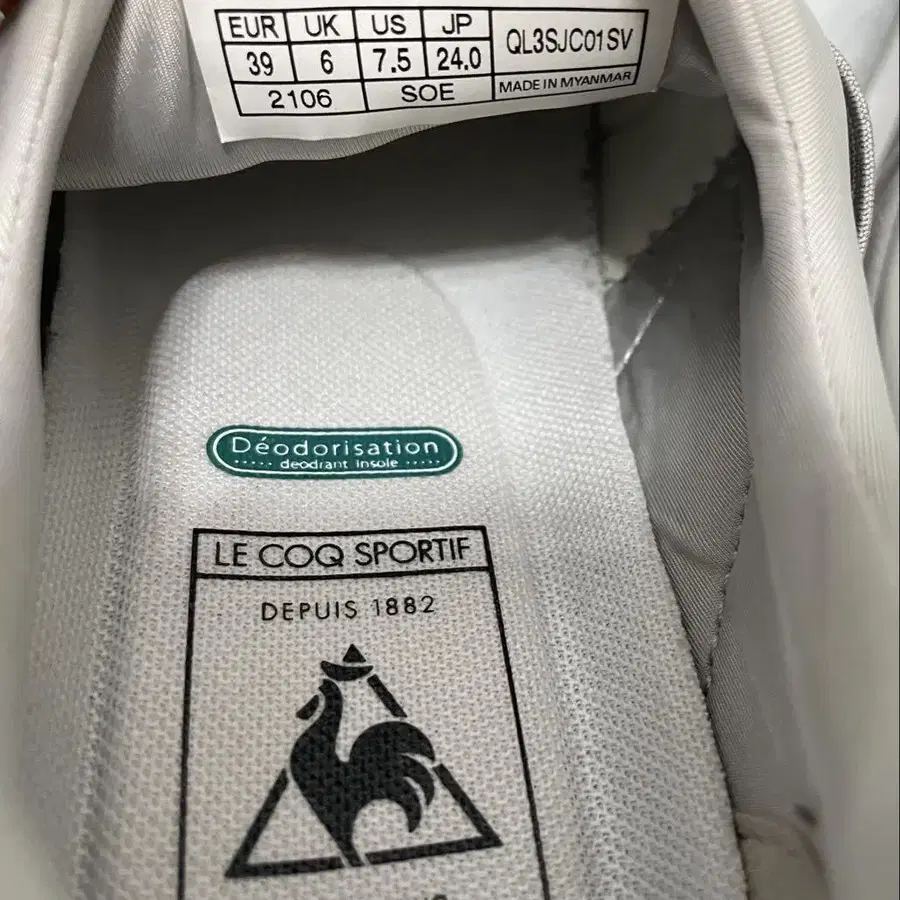 EUR UK US JP QL3SJC01SV
39 6 7.5 24.0
2106 SOE MADE IN MYANMAR
Déodorisation
deodrant insole
LE COQ SPORTIF
DEPUIS 1882